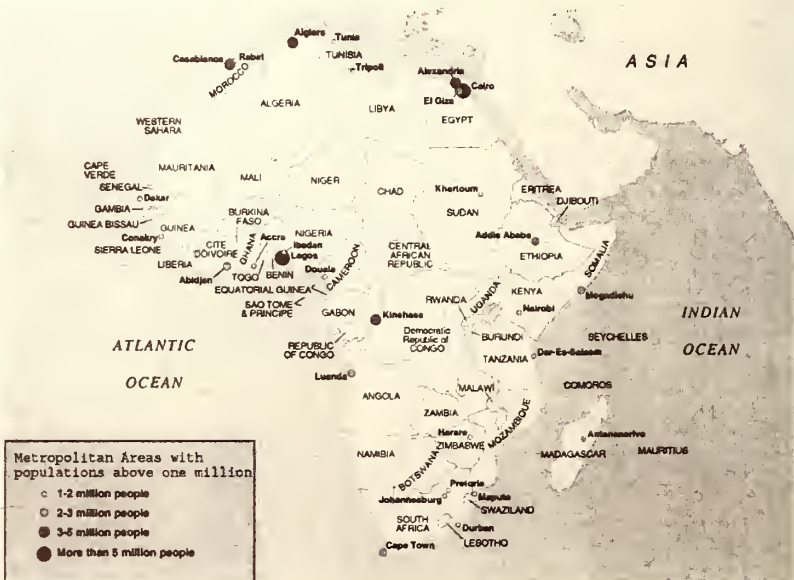 ASIA
Algiers
Tunis
TUNISIA
Tripoli
Casablanca
Rabat
MOROCCO
Alexandria
Cairo
El Giza
ALGERIA
LIBYA
EGYPT
WESTERN
SAHARA
CAPE
VERDE
MAURITANIA
MALI
NIGER
CHAD
Khartoum
ERITREA
DJIBOUTI
SENEGAL
Dakar
GAMBIA
GUINEA BISSAU
GUINEA
Conakry
SIERRA LEONE
LIBERIA
BURKINA
FASO
CITE
D'OIVOIRE
Abidjan
GHANA
Accra
TOGO
BENIN
NIGERIA
Ibadan
Lagos
Douala
CAMEROON
SUDAN
Addis Ababa
ETHIOPIA
SOMALIA
CENTRAL
AFRICAN
REPUBLIC
EQUATORIAL GUINEA
SAO TOME
& PRINCIPE
GABON
REPUBLIC
OF CONGO
Kinshasa
Democratic
Republic of
CONGO
RWANDA
UGANDA
KENYA
Nairobi
Mogadishu
BURUNDI
TANZANIA
Dar-Es-Salaam
SEYCHELLES
INDIAN
OCEAN
ATLANTIC
OCEAN
Luanda
ANGOLA
ZAMBIA
MALAWI
MOZAMBIQUE
COMOROS
Harare
ZIMBABWE
Antananarivo
MADAGASCAR
MAURITIUS
NAMIBIA
BOTSWANA
Pretoria
Johannesburg
Maputo
SWAZILAND
SOUTH
AFRICA
Durban
LESOTHO
Cape Town
Metropolitan Areas with
populations above one million
1-2 million people
2-3 million people
3-5 million people
More than 5 million people